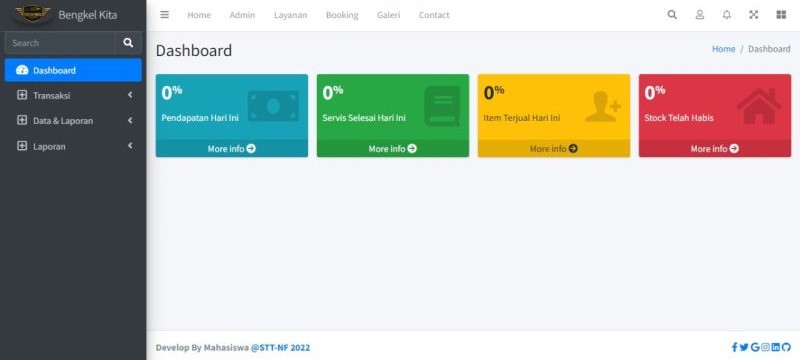 Bengkel Kita
Home Admin Layanan Booking Galeri Contact
Search
Dashboard
Transaksi
Data & Laporan
Laporan
Dashboard
Home / Dashboard
0%
Pendapatan Hari Ini
More info
0%
Servis Selesai Hari Ini
More info
0%
Item Terjual Hari Ini
More info
0%
Stock Telah Habis
More info
Develop By Mahasiswa @STT-NF 2022